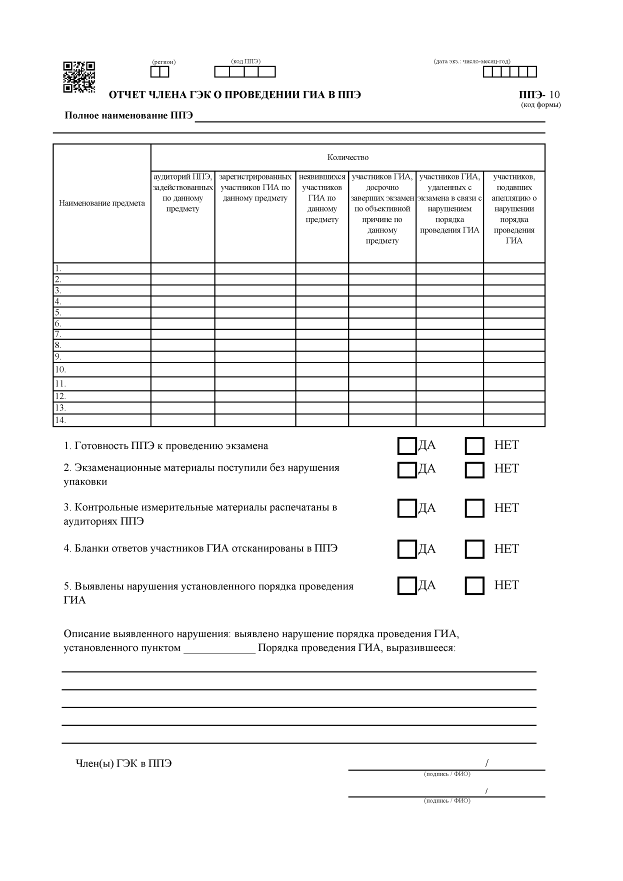 (регион) (код ППЭ) (дата экз.: число-месяц-год)
ОТЧЕТ ЧЛЕНА ГЭК О ПРОВЕДЕНИИ ГИА В ППЭ ППЭ- 10
(код формы)
Полное наименование ППЭ
Количество
Наименование предмета
аудиторий ППЭ,
задействованных
по данному
предмету
зарегистрированных
участников ГИА по
данному предмету
неявившихся
участников
ГИА по
данному
предмету
участников ГИА,
досрочно
заверших экзамен
по объективной
причине по
данному
предмету
участников ГИА,
удаленных с
экзамена в связи с
нарушением
порядка
проведения ГИА
участников,
подавших
апелляцию о
нарушении
порядка
проведения
ГИА
1.
2.
3.
4.
5.
6.
7.
8.
9.
10.
11.
12.
13.
14.
1. Готовность ППЭ к проведению экзамена ДА НЕТ
2. Экзаменационные материалы поступили без нарушения ДА НЕТ
упаковки
3. Контрольные измерительные материалы распечатаны в ДА НЕТ
аудиториях ППЭ
4. Бланки ответов участников ГИА отсканированы в ППЭ ДА НЕТ
5. Выявлены нарушения установленного порядка проведения ДА НЕТ
ГИА
Описание выявленного нарушения: выявлено нарушение порядка проведения ГИА,
установленного пунктом ______________ Порядка проведения ГИА, выразившееся:
Член(ы) ГЭК в ППЭ /
(подпись / ФИО)
/
(подпись / ФИО)